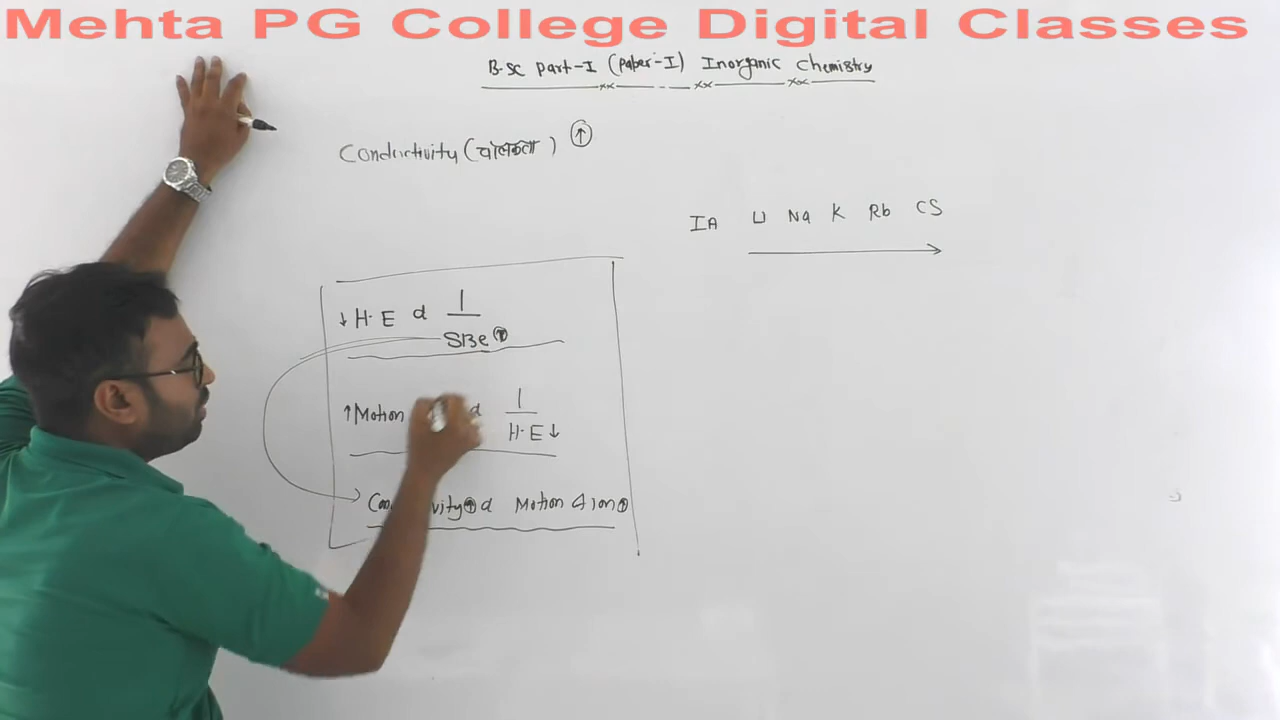 Mehta PG College Digital Classes
B.SC Part-I (Paper-I) Inorganic Chemistry
Conductivity (चालकता) ↑
IA Li Na K Rb CS
↓ H.E α 1/Size ↑
↑ Motion α 1/H.E ↓
α Motion of ion ↑